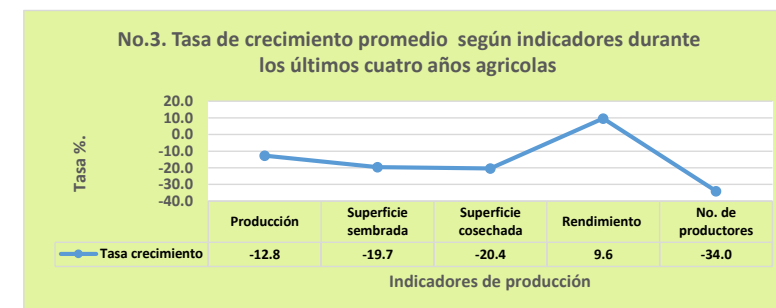 No.3. Tasa de crecimiento promedio según indicadores durante
los últimos cuatro años agricolas
Tasa %.
20.0
10.0
0.0
-10.0
-20.0
-30.0
-40.0
Producción Superficie sembrada Superficie cosechada Rendimiento No. de productores
Tasa crecimiento -12.8 -19.7 -20.4 9.6 -34.0
Indicadores de producción